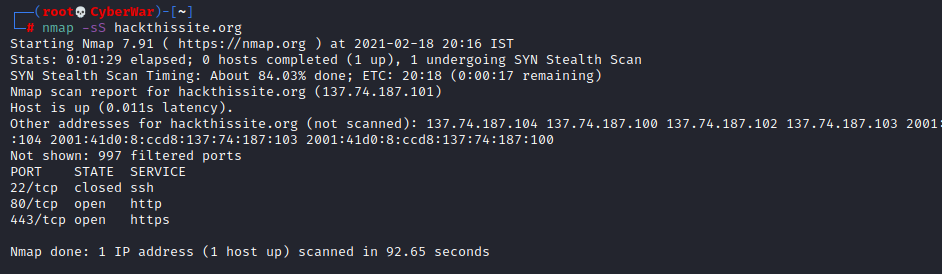 ┌──(root💀CyberWar)-[~]
└─# nmap -sS hackthissite.org
Starting Nmap 7.91 ( https://nmap.org ) at 2021-02-18 20:16 IST
Stats: 0:01:29 elapsed; 0 hosts completed (1 up), 1 undergoing SYN Stealth Scan
SYN Stealth Scan Timing: About 84.03% done; ETC: 20:18 (0:00:17 remaining)
Nmap scan report for hackthissite.org (137.74.187.101)
Host is up (0.011s latency).
Other addresses for hackthissite.org (not scanned): 137.74.187.104 137.74.187.100 137.74.187.102 137.74.187.103 2001:
:104 2001:41d0:8:ccd8:137:74:187:103 2001:41d0:8:ccd8:137:74:187:100
Not shown: 997 filtered ports
PORT    STATE  SERVICE
22/tcp  closed ssh
80/tcp  open   http
443/tcp open   https
Nmap done: 1 IP address (1 host up) scanned in 92.65 seconds